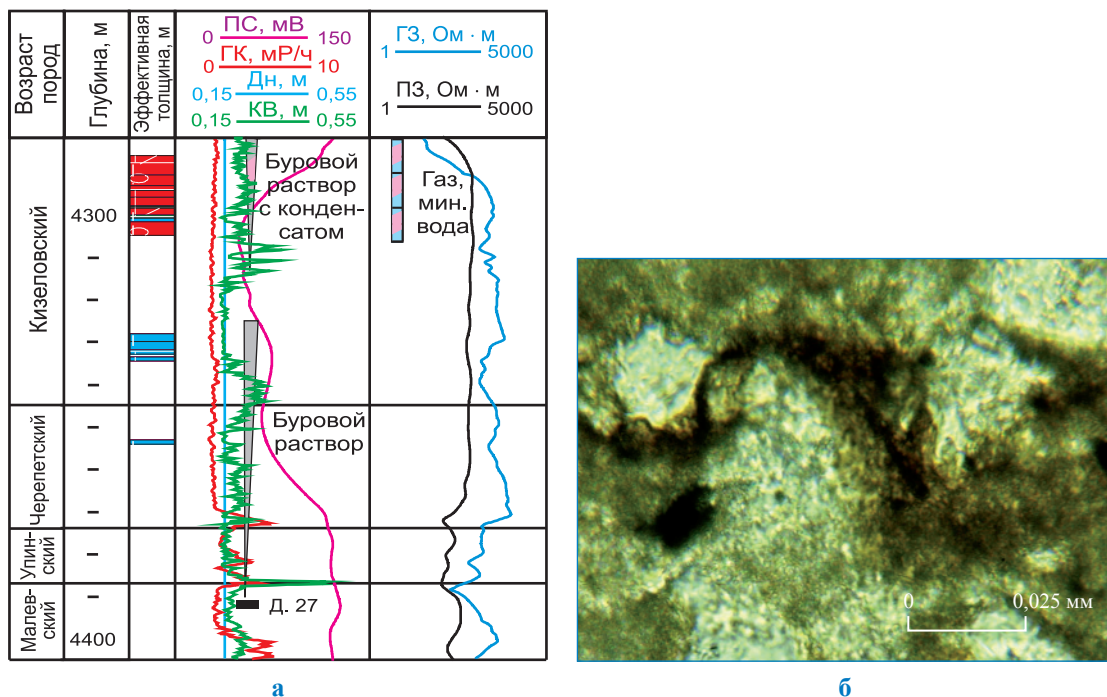 Возраст пород
Глубина, м
Эффективная толщина, м
0 ПС, мВ 150
0 ГК, мР/ч 10
0,15 Дн, м 0,55
0,15 КВ, м 0,55
1 ГЗ, Ом · м 5000
1 ПЗ, Ом · м 5000
Кизеловский
4300
Буровой
раствор
с конден-
сатом
Газ,
мин.
вода
Черепетский
Буровой
раствор
Упин-
ский
Малев-
ский
4400
Д. 27
0 0,025 мм
а
б